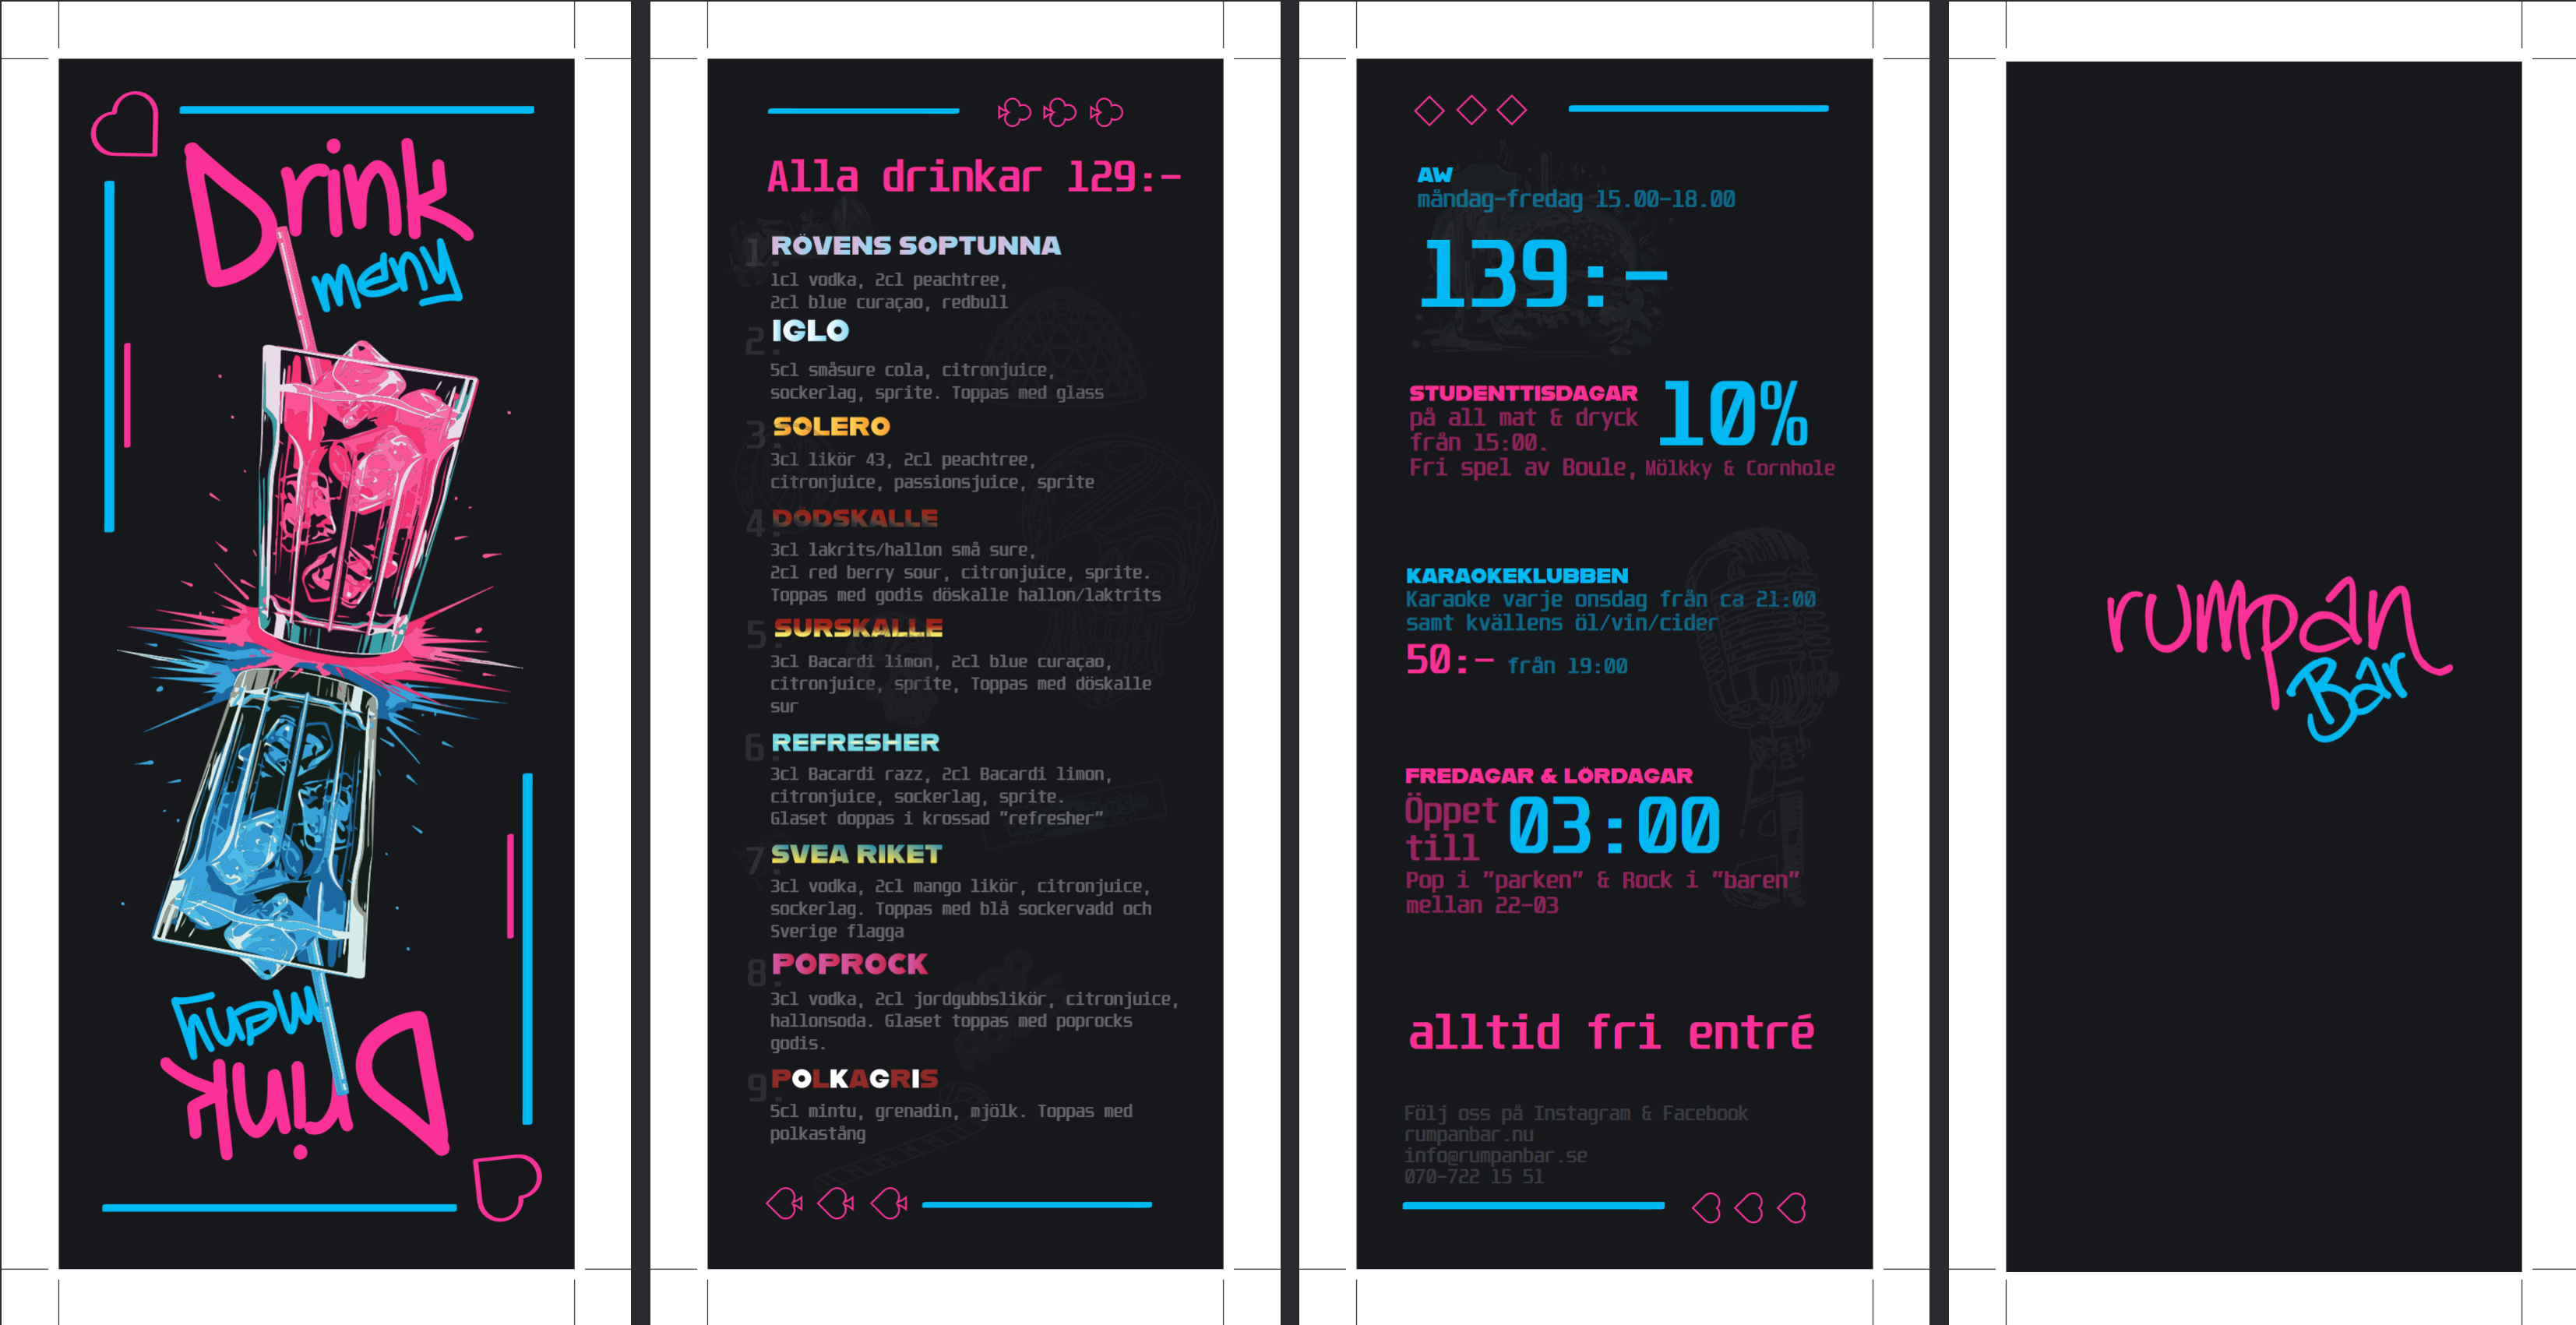 Drink
meny
meny
Drink
Alla drinkar 129:-
1. RÖVENS SOPTUNNA
1cl vodka, 2cl peachtree,
2cl blue curaçao, redbull
2. IGLO
5cl småsure cola, citronjuice,
sockerlag, sprite. Toppas med glass
3. SOLERO
3cl likör 43, 2cl peachtree,
citronjuice, passionsjuice, sprite
4. DÖDSKALLE
3cl lakrits/hallon små sure,
2cl red berry sour, citronjuice, sprite.
Toppas med godis döskalle hallon/laktrits
5. SURSKALLE
3cl Bacardi limon, 2cl blue curaçao,
citronjuice, sprite, Toppas med döskalle
sur
6. REFRESHER
3cl Bacardi razz, 2cl Bacardi limon,
citronjuice, sockerlag, sprite.
Glaset doppas i krossad "refresher"
7. SVEA RIKET
3cl vodka, 2cl mango likör, citronjuice,
sockerlag. Toppas med blå sockervadd och
Sverige flagga
8. POPROCK
3cl vodka, 2cl jordgubbslikör, citronjuice,
hallonsoda. Glaset toppas med poprocks
godis.
9. POLKAGRIS
5cl mintu, grenadin, mjölk. Toppas med
polkastång
AW
måndag-fredag 15.00-18.00
139:-
STUDENTTISDAGAR 10%
på all mat & dryck
från 15:00.
Fri spel av Boule, Mölkky & Cornhole
KARAOKEKLUBBEN
Karaoke varje onsdag från ca 21:00
samt kvällens öl/vin/cider
50:- från 19:00
FREDAGAR & LÖRDAGAR
Öppet
till 03:00
Pop i "parken" & Rock i "baren"
mellan 22-03
alltid fri entré
Följ oss på Instagram & Facebook
rumpanbar.nu
info@rumpanbar.se
070-722 15 51
rumpan
Bar